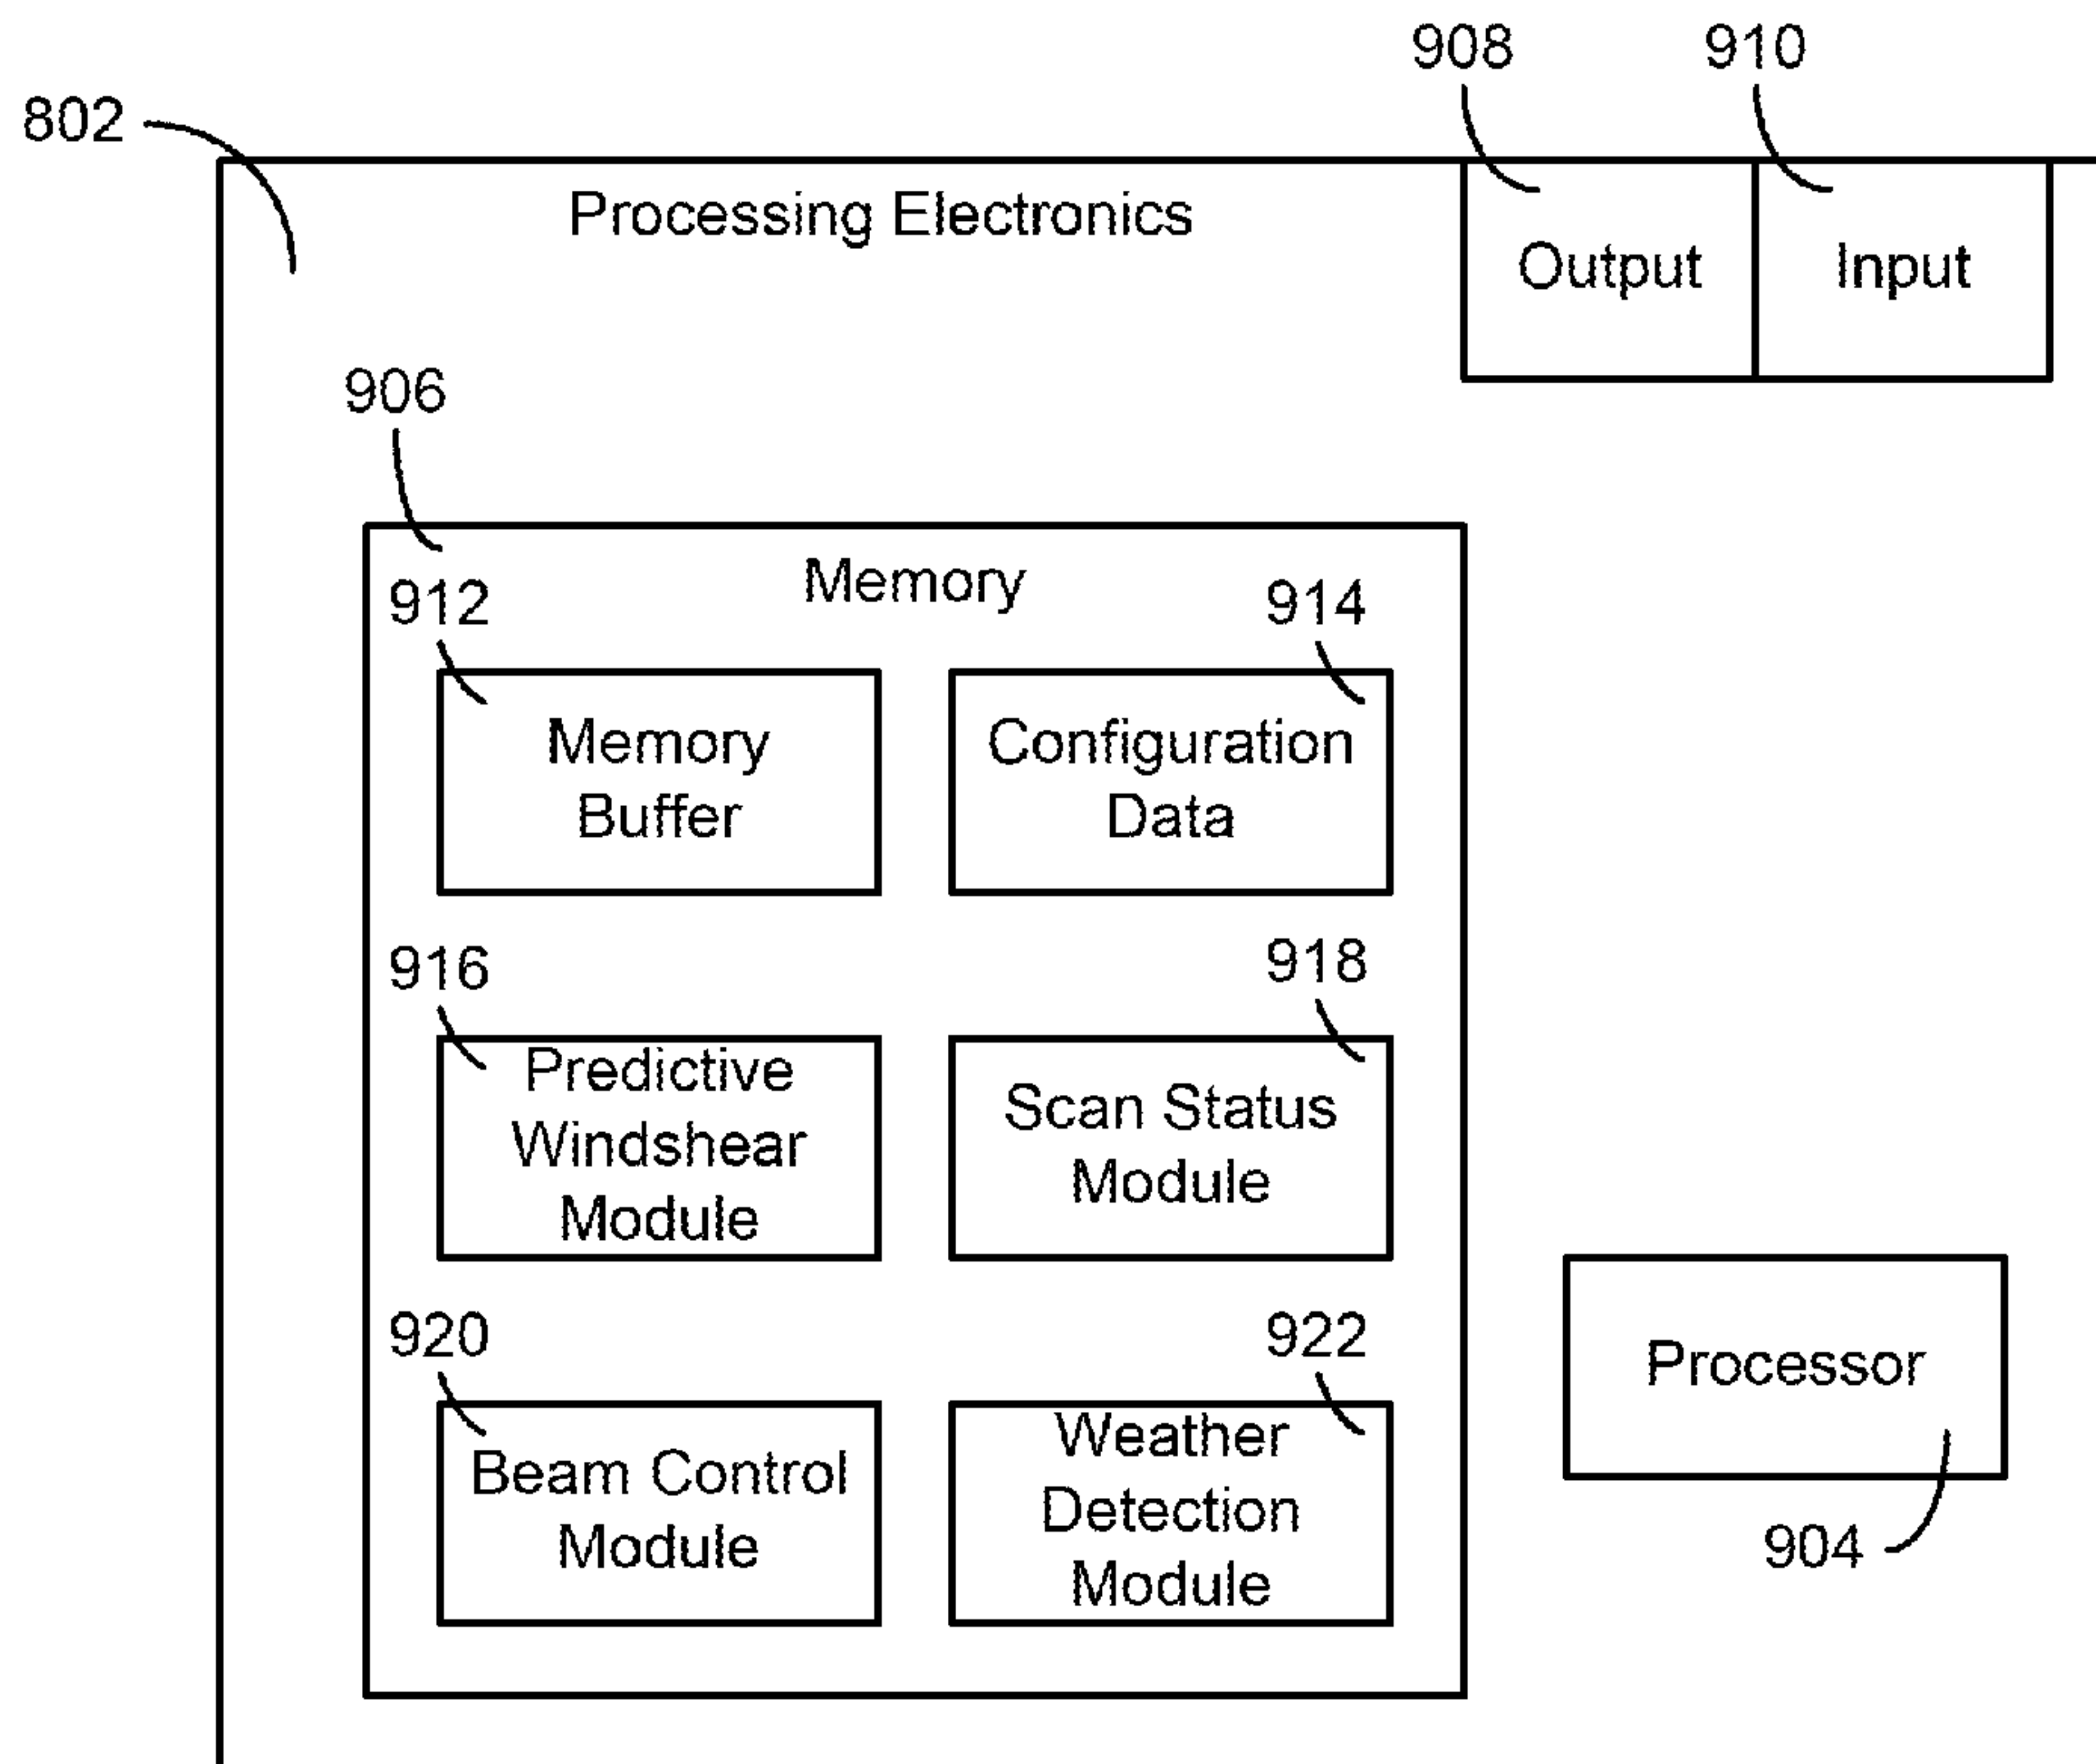 908
910
802
Processing Electronics
Output
Input
906
Memory
912
914
Memory
Buffer
Configuration
Data
916
918
Predictive
Windshear
Module
Scan Status
Module
920
922
Beam Control
Module
Weather
Detection
Module
Processor
904